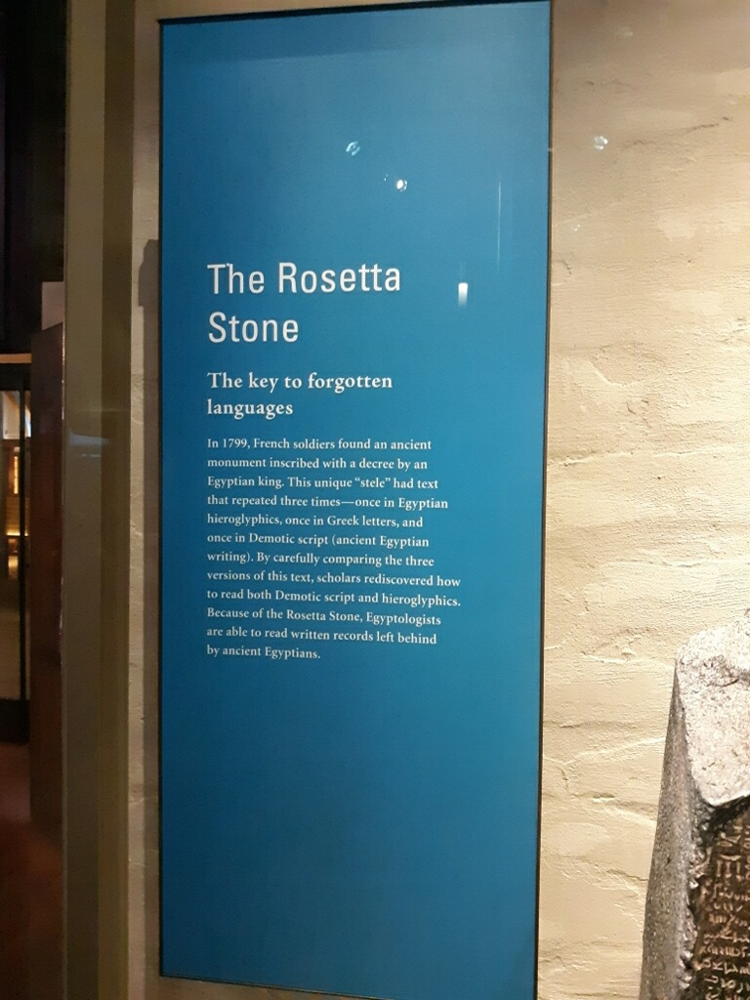 The Rosetta
Stone
The key to forgotten
languages
In 1799, French soldiers found an ancient
monument inscribed with a decree by an
Egyptian king. This unique “stele” had text
that repeated three times—once in Egyptian
hieroglyphics, once in Greek letters, and
once in Demotic script (ancient Egyptian
writing). By carefully comparing the three
versions of this text, scholars rediscovered how
to read both Demotic script and hieroglyphics.
Because of the Rosetta Stone, Egyptologists
are able to read written records left behind
by ancient Egyptians.